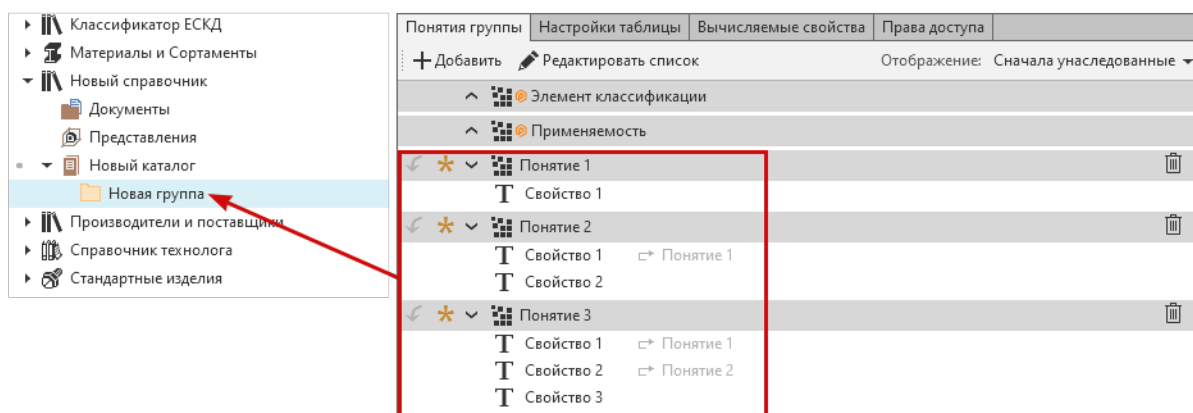 Классификатор ЕСКД
Материалы и Сортаменты
Новый справочник
Документы
Представления
Новый каталог
Новая группа
Производители и поставщики
Справочник технолога
Стандартные изделия
Понятия группы Настройки таблицы Вычисляемые свойства Права доступа
Добавить Редактировать список Отображение: Сначала унаследованные
Элемент классификации
Применяемость
Понятие 1
Свойство 1
Понятие 2
Свойство 1 Понятие 1
Свойство 2
Понятие 3
Свойство 1 Понятие 1
Свойство 2 Понятие 2
Свойство 3